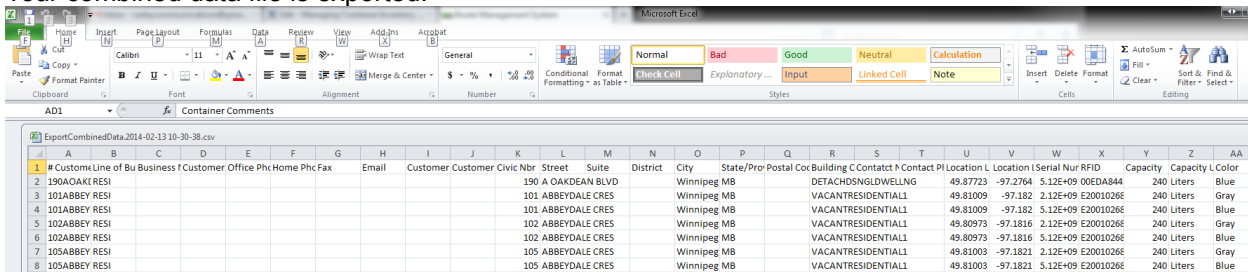 Your combined data file is exported.
Microsoft Excel
File Home Insert Page Layout Formulas Data Review View Add-Ins Acrobat
1 2 3
F H N P M A R W X B
Cut
Copy
Format Painter
Paste
Clipboard
Calibri 11 A A
B I U A
Font
Wrap Text
Merge & Center
Alignment
General
$ % , .00 .00
Number
Conditional Formatting
Format as Table
Normal Bad Good Neutral Calculation
Check Cell Explanatory ... Input Linked Cell Note
Styles
Insert Delete Format
Cells
Σ AutoSum
Fill
Clear
Sort & Filter
Find & Select
Editing
AD1 fx Container Comments
ExportCombinedData.2014-02-13 10-30-38.csv
A B C D E F G H I J K L M N O P Q R S T U V W X Y Z AA
1 # Custome Line of Bu Business Customer Office Pho Home Pho Fax Email Customer Customer Civic Nbr Street Suite District City State/Prov Postal Cod Building C Contatct N Contact Pl Location L Location Serial Nur RFID Capacity Capacity U Color
2 190AOAKE RESI 190 A OAKDEAN BLVD Winnipeg MB DETACHDSNGLDWELLNG 49.87723 -97.2764 5.12E+09 00EDA844 240 Liters Blue
3 101ABBEY RESI 101 ABBEYDALE CRES Winnipeg MB VACANTRESIDENTIAL1 49.81009 -97.182 2.12E+09 E20010268 240 Liters Gray
4 101ABBEY RESI 101 ABBEYDALE CRES Winnipeg MB VACANTRESIDENTIAL1 49.81009 -97.182 5.12E+09 E20010268 240 Liters Blue
5 102ABBEY RESI 102 ABBEYDALE CRES Winnipeg MB VACANTRESIDENTIAL1 49.80973 -97.1816 2.12E+09 E20010268 240 Liters Gray
6 102ABBEY RESI 102 ABBEYDALE CRES Winnipeg MB VACANTRESIDENTIAL1 49.80973 -97.1816 5.12E+09 E20010268 240 Liters Blue
7 105ABBEY RESI 105 ABBEYDALE CRES Winnipeg MB VACANTRESIDENTIAL1 49.81003 -97.1821 2.12E+09 E20010268 240 Liters Gray
8 105ABBEY RESI 105 ABBEYDALE CRES Winnipeg MB VACANTRESIDENTIAL1 49.81003 -97.1821 5.12E+09 E20010268 240 Liters Blue